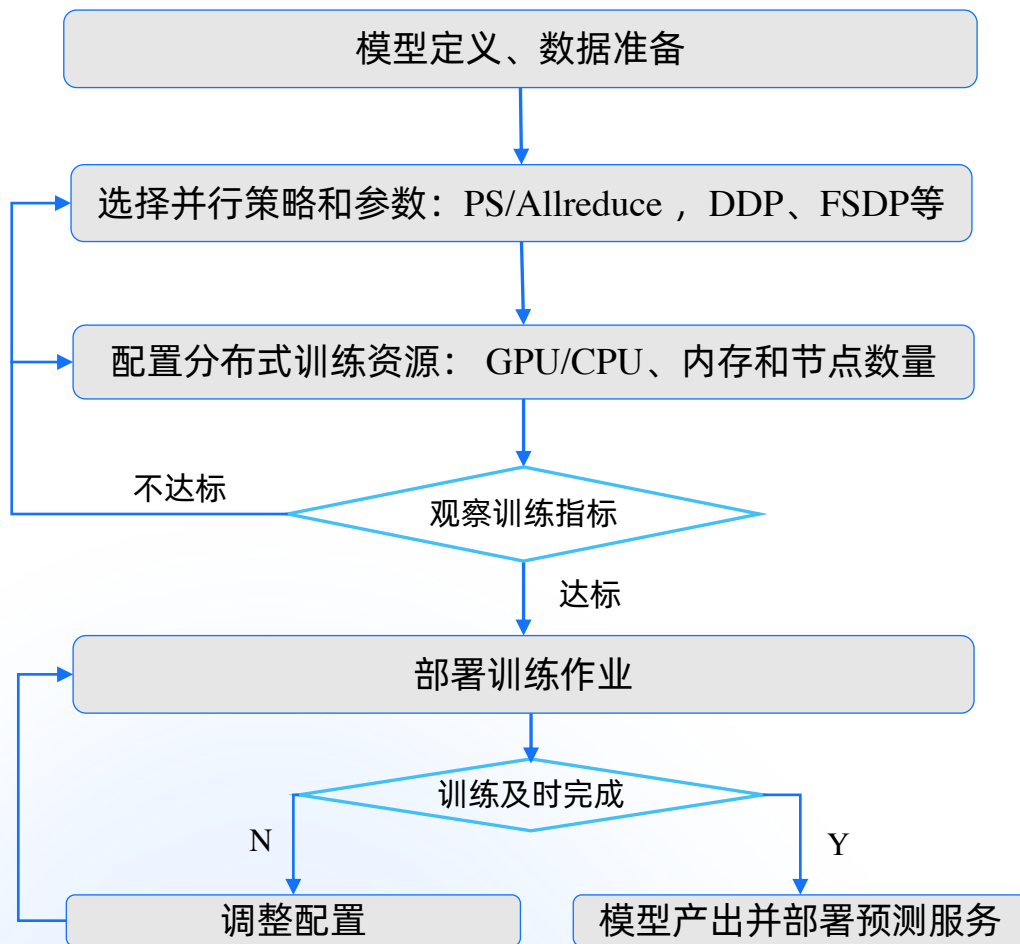 模型定义、数据准备
选择并行策略和参数：PS/Allreduce ，DDP、FSDP等
配置分布式训练资源： GPU/CPU、内存和节点数量
不达标
观察训练指标
达标
部署训练作业
训练及时完成
N
Y
调整配置
模型产出并部署预测服务